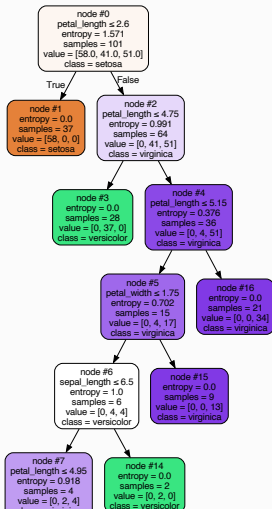 node #0
petal_length ≤ 2.6
entropy = 1.571
samples = 101
value = [58.0, 41.0, 51.0]
class = setosa
True
False
node #1
entropy = 0.0
samples = 37
value = [58, 0, 0]
class = setosa
node #2
petal_length ≤ 4.75
entropy = 0.991
samples = 64
value = [0, 41, 51]
class = virginica
node #3
entropy = 0.0
samples = 28
value = [0, 37, 0]
class = versicolor
node #4
petal_length ≤ 5.15
entropy = 0.376
samples = 36
value = [0, 4, 51]
class = virginica
node #5
petal_width ≤ 1.75
entropy = 0.702
samples = 15
value = [0, 4, 17]
class = virginica
node #16
entropy = 0.0
samples = 21
value = [0, 0, 34]
class = virginica
node #6
sepal_length ≤ 6.5
entropy = 1.0
samples = 6
value = [0, 4, 4]
class = versicolor
node #15
entropy = 0.0
samples = 9
value = [0, 0, 13]
class = virginica
node #7
petal_length ≤ 4.95
entropy = 0.918
samples = 4
value = [0, 2, 4]
node #14
entropy = 0.0
samples = 2
value = [0, 2, 0]
class = versicolor